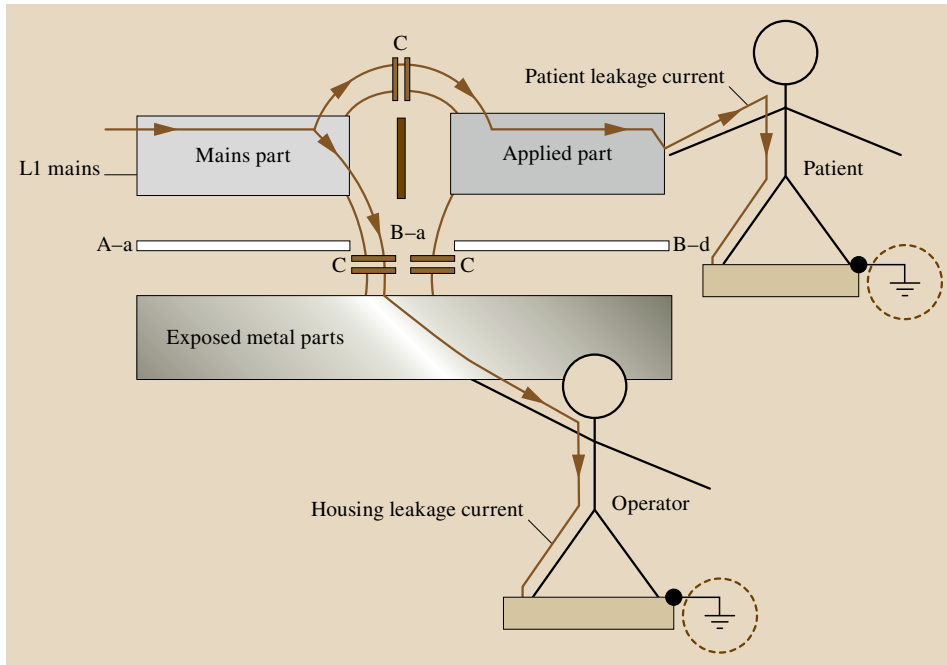 C
Patient leakage current
L1 mains
Mains part
Applied part
Patient
A–a
B–a
B–d
C
C
Exposed metal parts
Housing leakage current
Operator